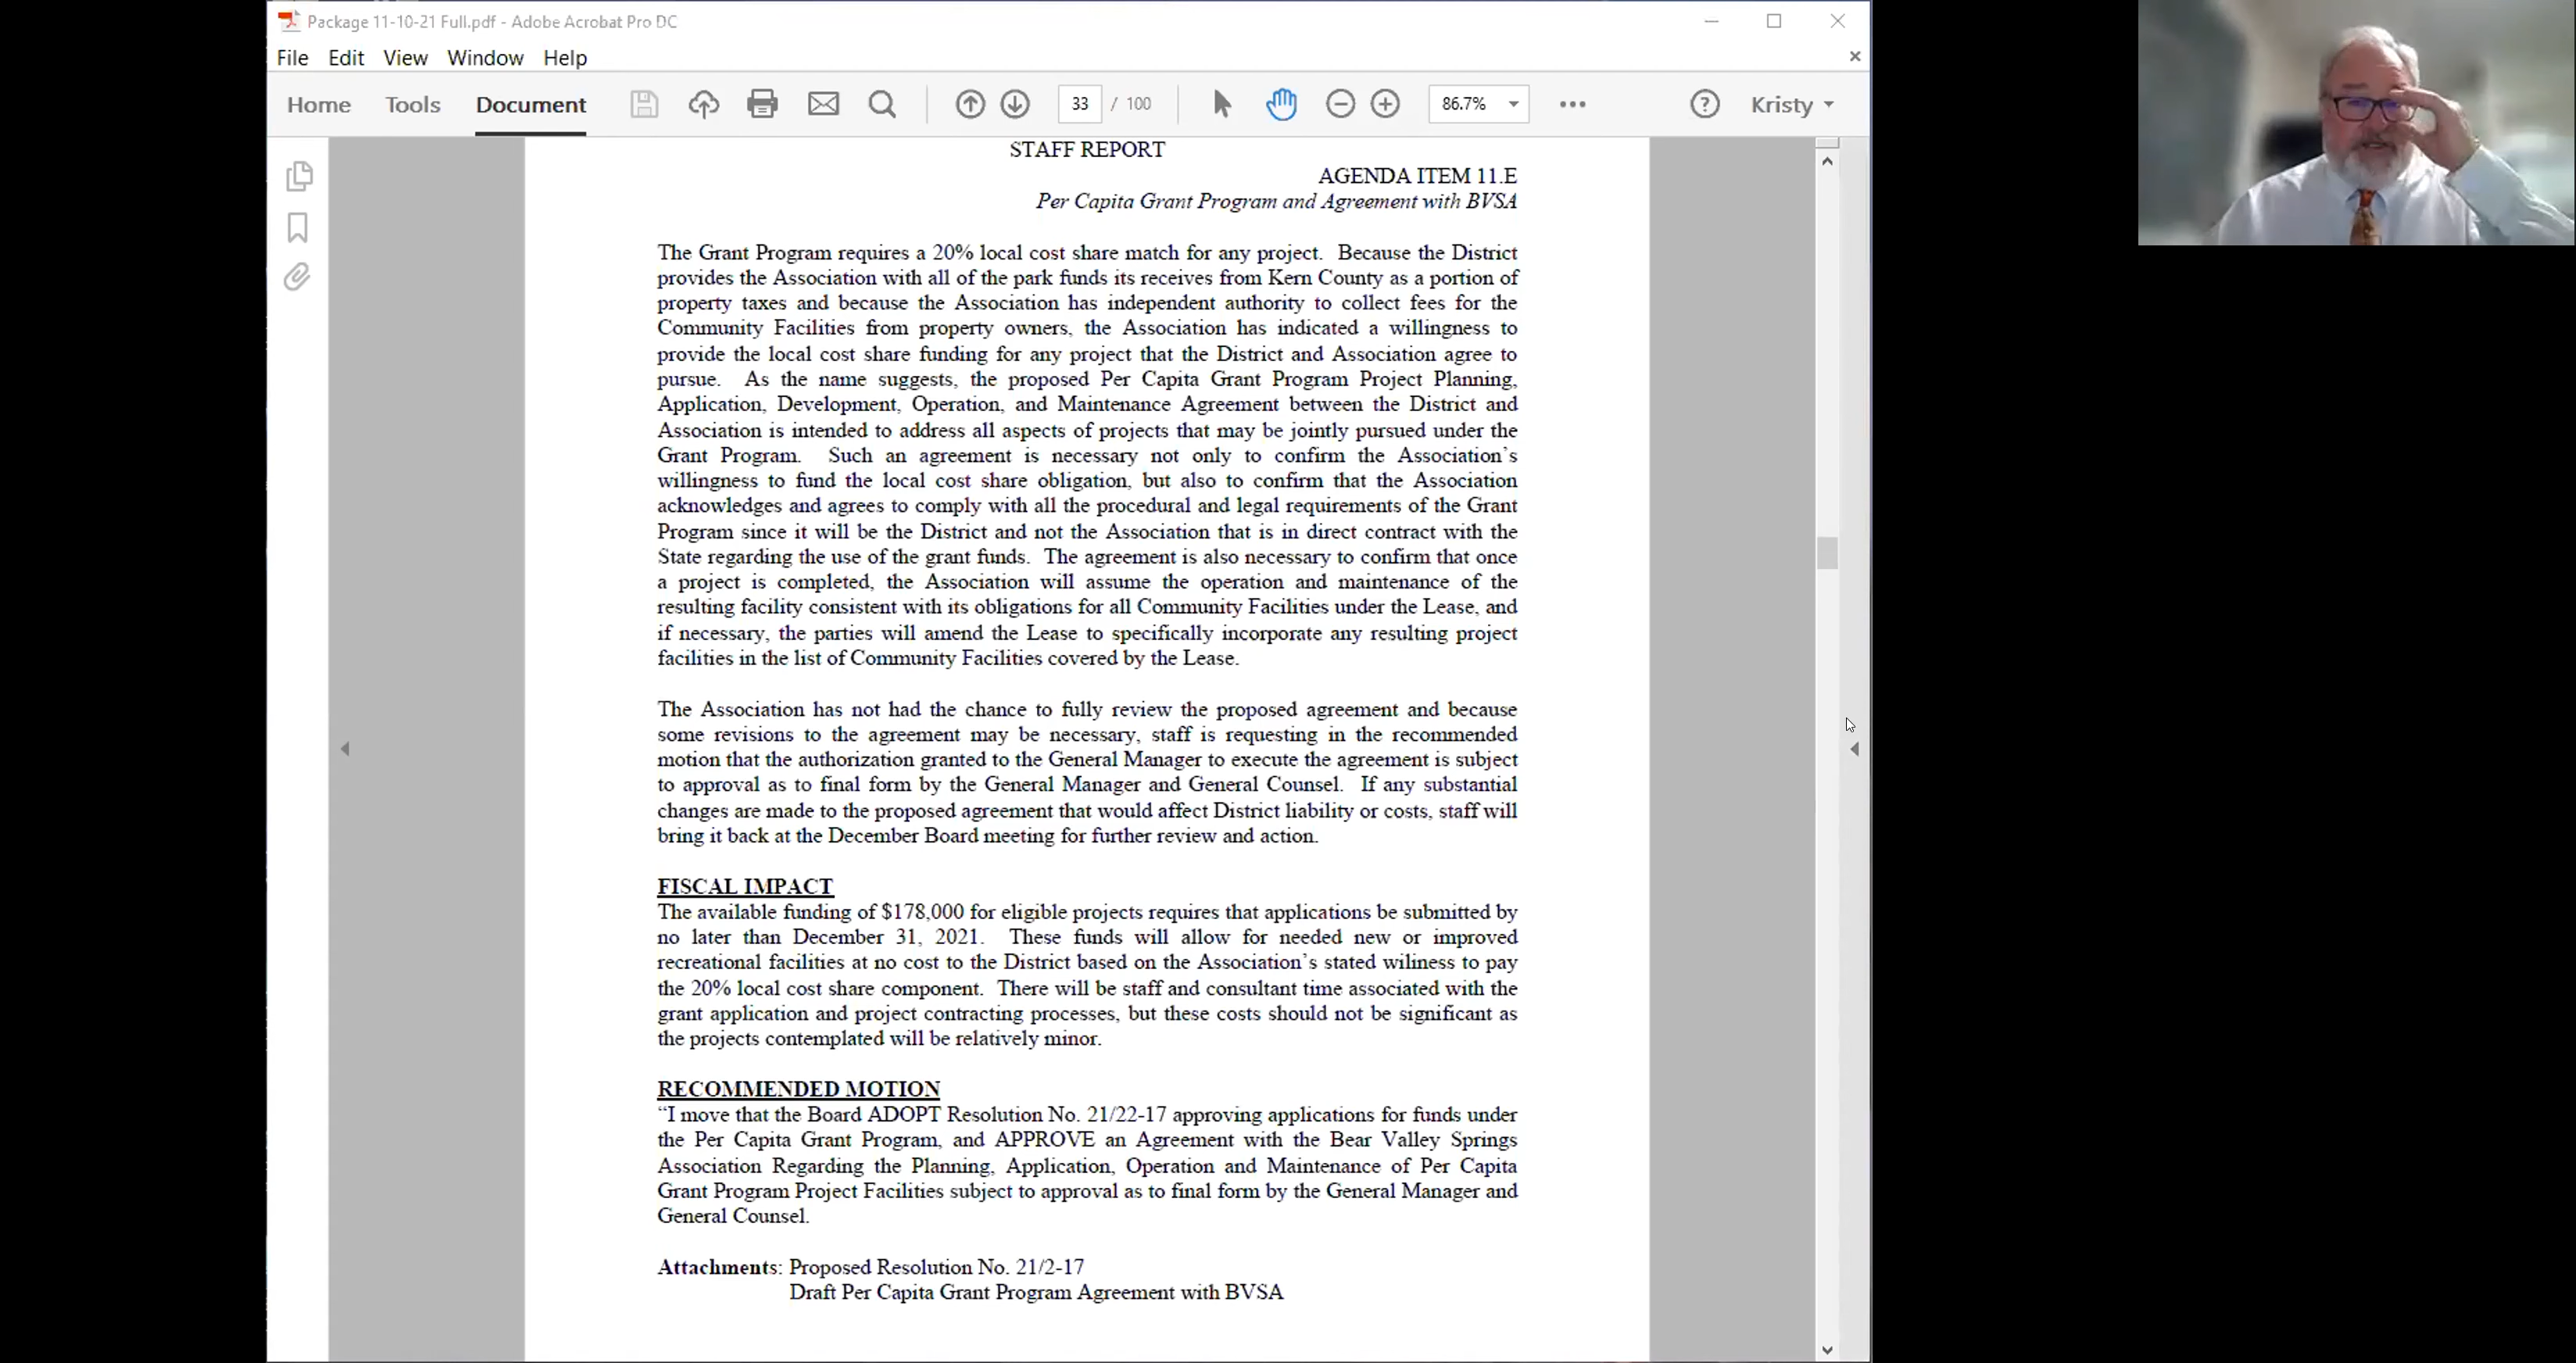 Package 11-10-21 Full.pdf - Adobe Acrobat Pro DC
File Edit View Window Help
Home Tools Document 33 / 100 86.7% Kristy
STAFF REPORT
AGENDA ITEM 11.E
Per Capita Grant Program and Agreement with BVSA
The Grant Program requires a 20% local cost share match for any project. Because the District
provides the Association with all of the park funds its receives from Kern County as a portion of
property taxes and because the Association has independent authority to collect fees for the
Community Facilities from property owners, the Association has indicated a willingness to
provide the local cost share funding for any project that the District and Association agree to
pursue. As the name suggests, the proposed Per Capita Grant Program Project Planning,
Application, Development, Operation, and Maintenance Agreement between the District and
Association is intended to address all aspects of projects that may be jointly pursued under the
Grant Program. Such an agreement is necessary not only to confirm the Association's
willingness to fund the local cost share obligation, but also to confirm that the Association
acknowledges and agrees to comply with all the procedural and legal requirements of the Grant
Program since it will be the District and not the Association that is in direct contract with the
State regarding the use of the grant funds. The agreement is also necessary to confirm that once
a project is completed, the Association will assume the operation and maintenance of the
resulting facility consistent with its obligations for all Community Facilities under the Lease, and
if necessary, the parties will amend the Lease to specifically incorporate any resulting project
facilities in the list of Community Facilities covered by the Lease.
The Association has not had the chance to fully review the proposed agreement and because
some revisions to the agreement may be necessary, staff is requesting in the recommended
motion that the authorization granted to the General Manager to execute the agreement is subject
to approval as to final form by the General Manager and General Counsel. If any substantial
changes are made to the proposed agreement that would affect District liability or costs, staff will
bring it back at the December Board meeting for further review and action.
FISCAL IMPACT
The available funding of $178,000 for eligible projects requires that applications be submitted by
no later than December 31, 2021. These funds will allow for needed new or improved
recreational facilities at no cost to the District based on the Association's stated wiliness to pay
the 20% local cost share component. There will be staff and consultant time associated with the
grant application and project contracting processes, but these costs should not be significant as
the projects contemplated will be relatively minor.
RECOMMENDED MOTION
"I move that the Board ADOPT Resolution No. 21/22-17 approving applications for funds under
the Per Capita Grant Program, and APPROVE an Agreement with the Bear Valley Springs
Association Regarding the Planning, Application, Operation and Maintenance of Per Capita
Grant Program Project Facilities subject to approval as to final form by the General Manager and
General Counsel.
Attachments: Proposed Resolution No. 21/2-17
Draft Per Capita Grant Program Agreement with BVSA